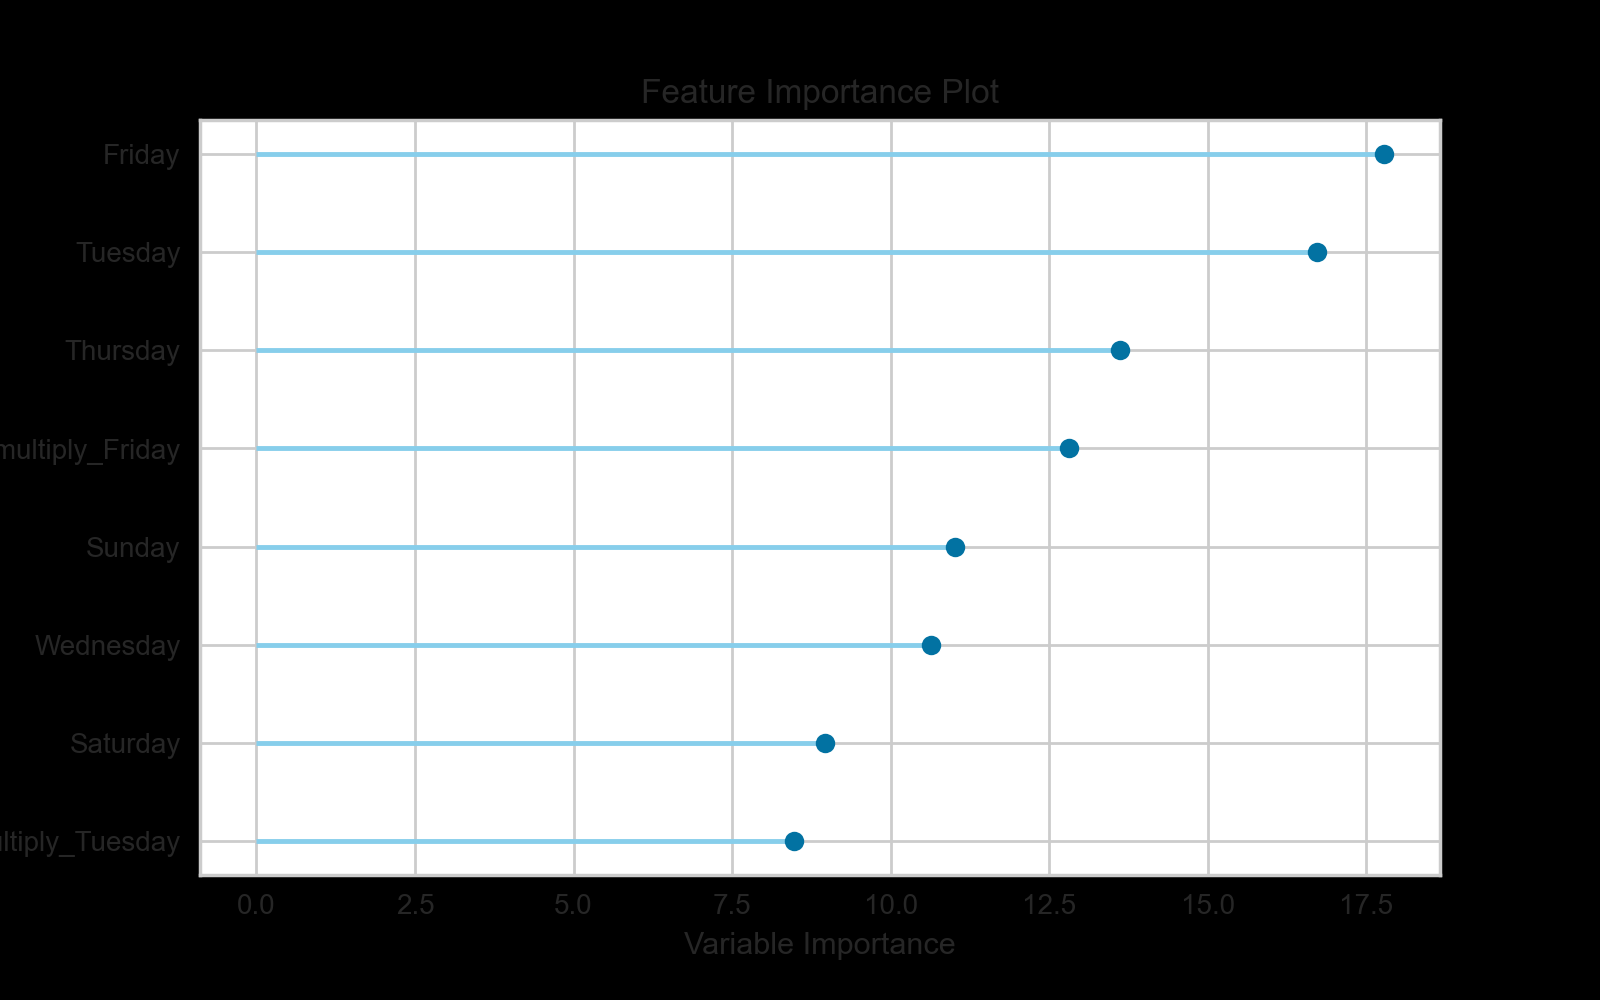 Feature Importance Plot
Friday
Tuesday
Thursday
multiply_Friday
Sunday
Wednesday
Saturday
ltiply_Tuesday
0.0 2.5 5.0 7.5 10.0 12.5 15.0 17.5
Variable Importance